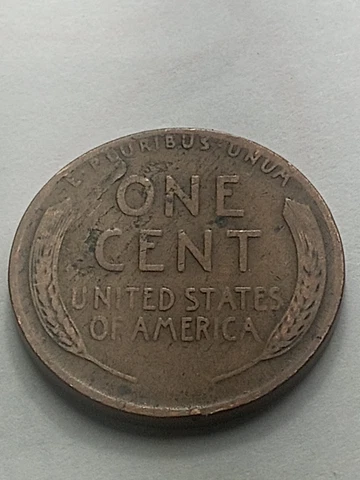 E·PLURIBUS·UNUM
ONE
CENT
UNITED STATES
OF AMERICA